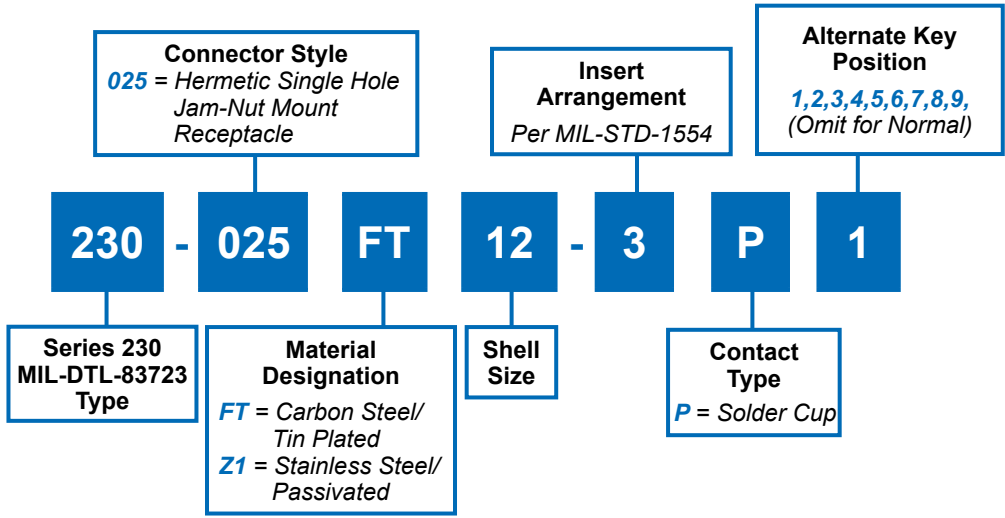 Connector Style
025 = Hermetic Single Hole
Jam-Nut Mount
Receptacle
Insert
Arrangement
Per MIL-STD-1554
Alternate Key
Position
1,2,3,4,5,6,7,8,9,
(Omit for Normal)
230 - 025 FT 12 - 3 P 1
Series 230
MIL-DTL-83723
Type
Material
Designation
FT = Carbon Steel/
Tin Plated
Z1 = Stainless Steel/
Passivated
Shell
Size
Contact
Type
P = Solder Cup